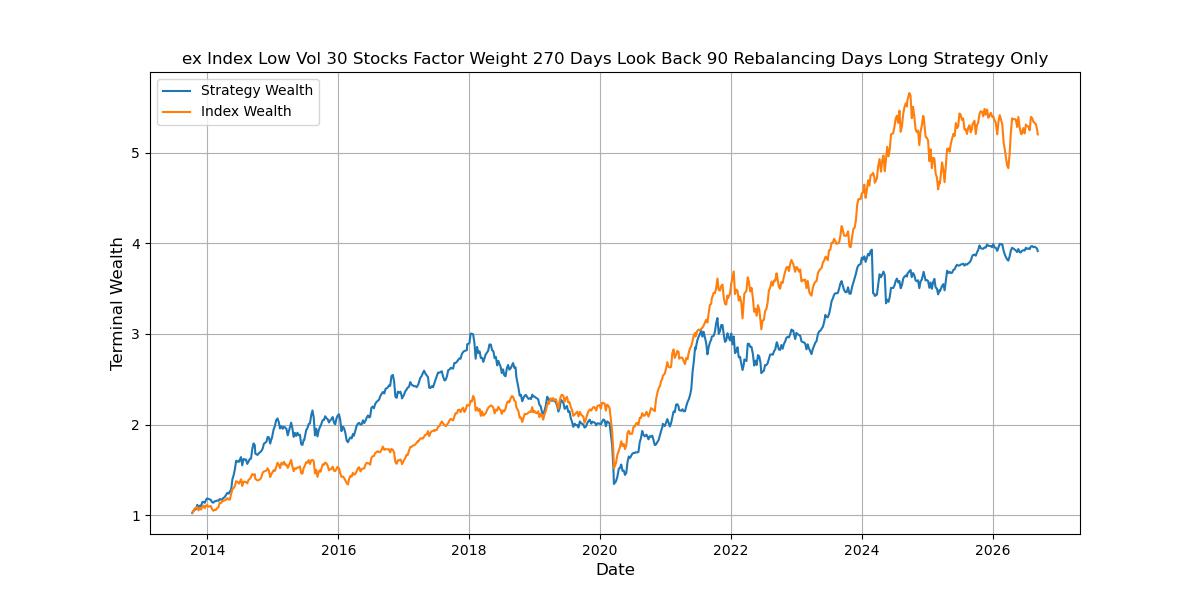 ex Index Low Vol 30 Stocks Factor Weight 270 Days Look Back 90 Rebalancing Days Long Strategy Only
Strategy Wealth
Index Wealth
Terminal Wealth
5
4
3
2
1
2014 2016 2018 2020 2022 2024 2026
Date